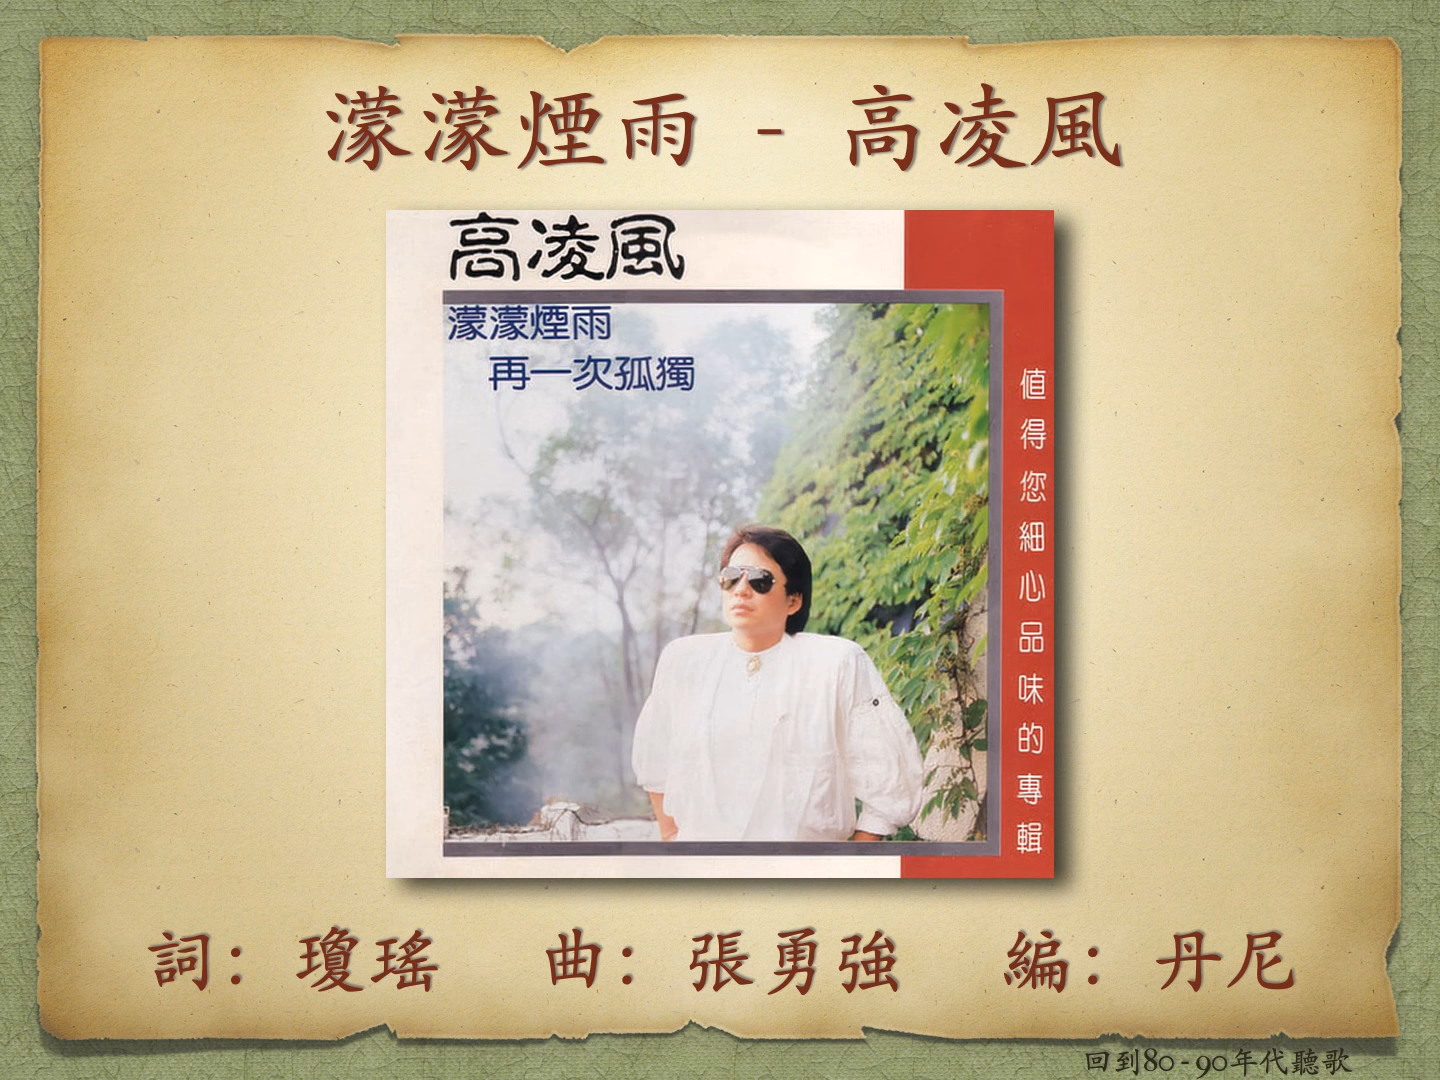 濛濛煙雨 - 高凌風
高凌風
濛濛煙雨
再一次孤獨
值得您細心品味的專輯
詞：瓊瑤 曲：張勇強 編：丹尼
回到80-90年代聽歌